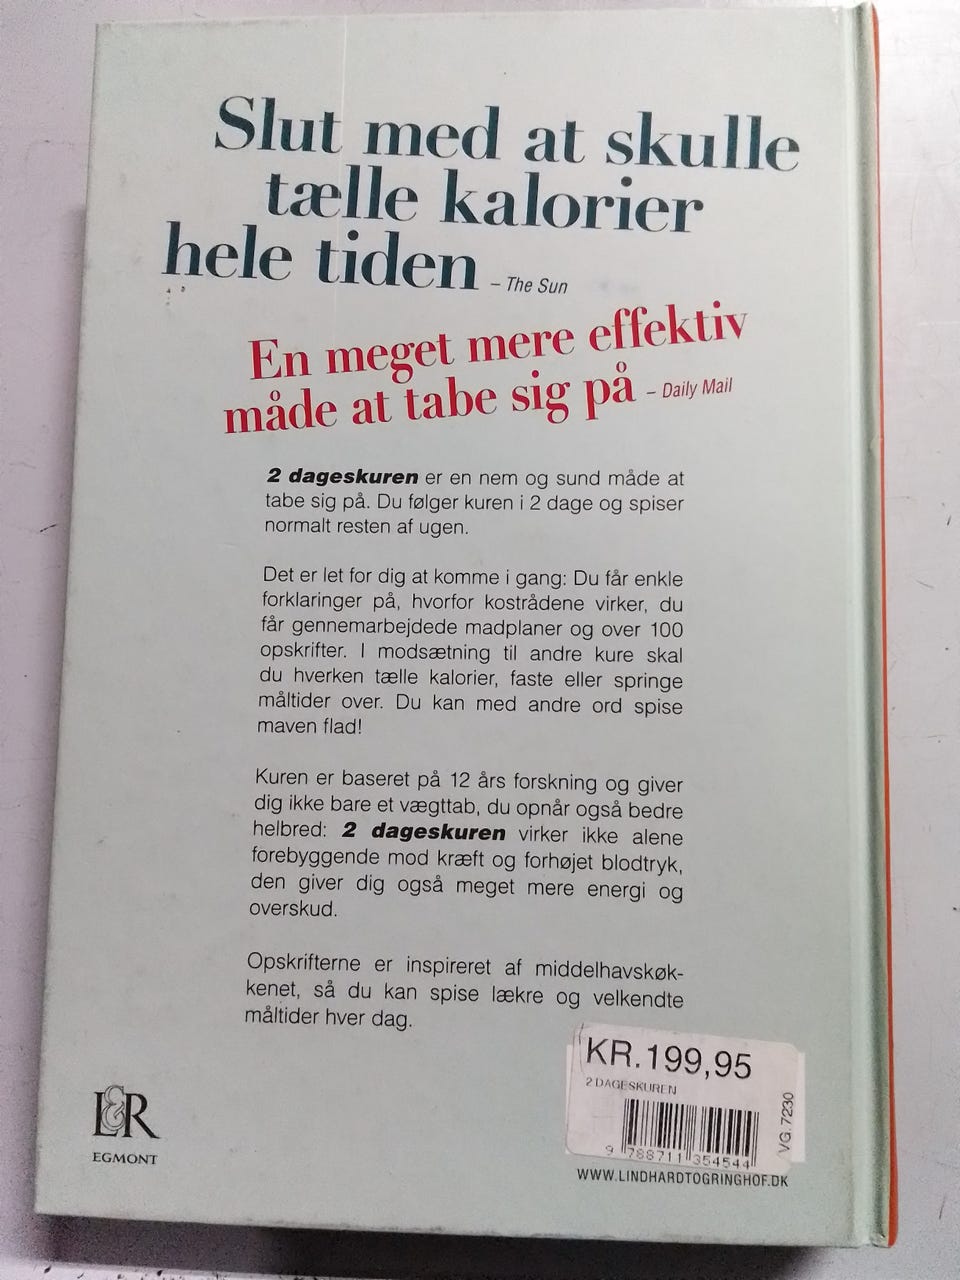 Slut med at skulle
tælle kalorier
hele tiden – The Sun
En meget mere effektiv
måde at tabe sig på – Daily Mail
2 dageskuren er en nem og sund måde at
tabe sig på. Du følger kuren i 2 dage og spiser
normalt resten af ugen.
Det er let for dig at komme i gang: Du får enkle
forklaringer på, hvorfor kostrådene virker, du
får gennemarbejdede madplaner og over 100
opskrifter. I modsætning til andre kure skal
du hverken tælle kalorier, faste eller springe
måltider over. Du kan med andre ord spise
maven flad!
Kuren er baseret på 12 års forskning og giver
dig ikke bare et vægttab, du opnår også bedre
helbred: 2 dageskuren virker ikke alene
forebyggende mod kræft og forhøjet blodtryk,
den giver dig også meget mere energi og
overskud.
Opskrifterne er inspireret af middelhavskøk-
kenet, så du kan spise lækre og velkendte
måltider hver dag.
KR.199,95
2 DAGESKUREN
9 788711 354544
VG.7230
WWW.LINDHARDTOGRINGHOF.DK
L&R
EGMONT